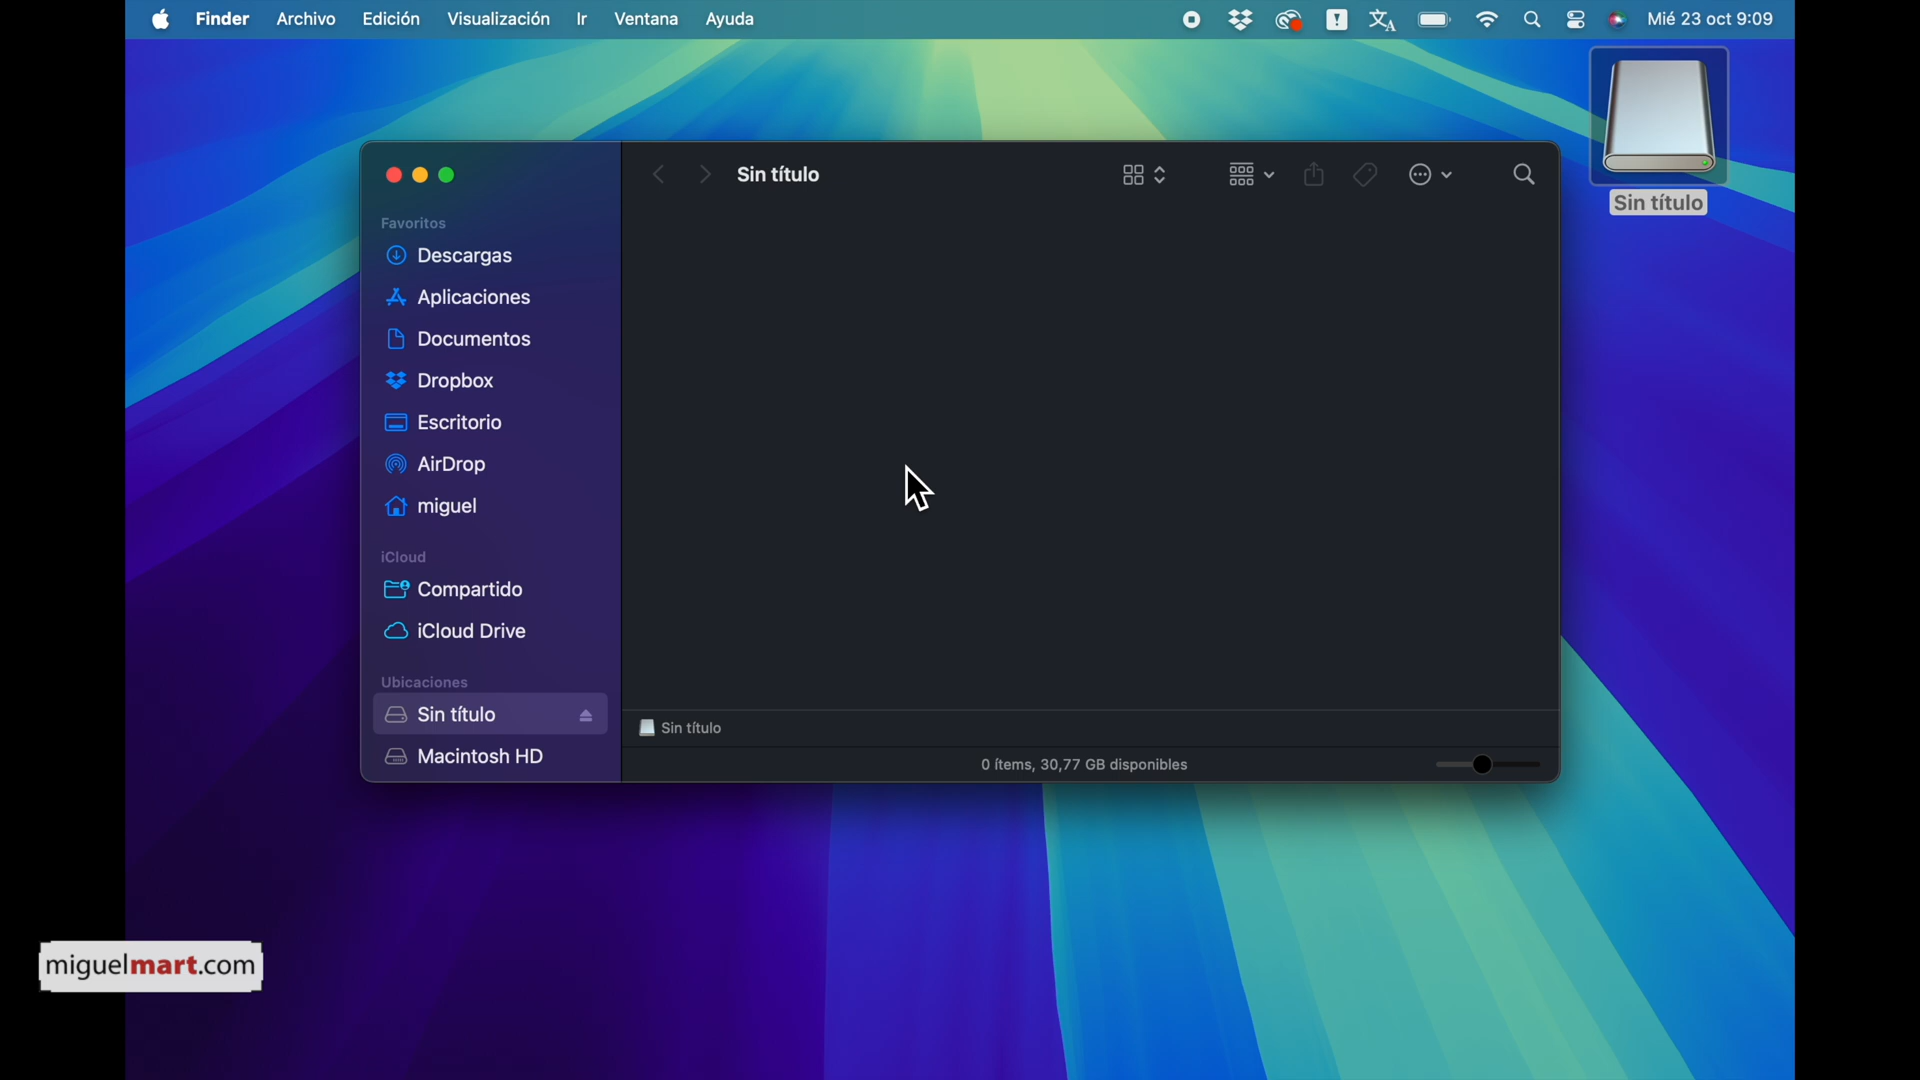 Finder Archivo Edición Visualización Ir Ventana Ayuda
Mié 23 oct 9:09
Sin título
Sin título
Favoritos
Descargas
Aplicaciones
Documentos
Dropbox
Escritorio
AirDrop
miguel
iCloud
Compartido
iCloud Drive
Ubicaciones
Sin título
Macintosh HD
Sin título
0 ítems, 30,77 GB disponibles
miguelmart.com